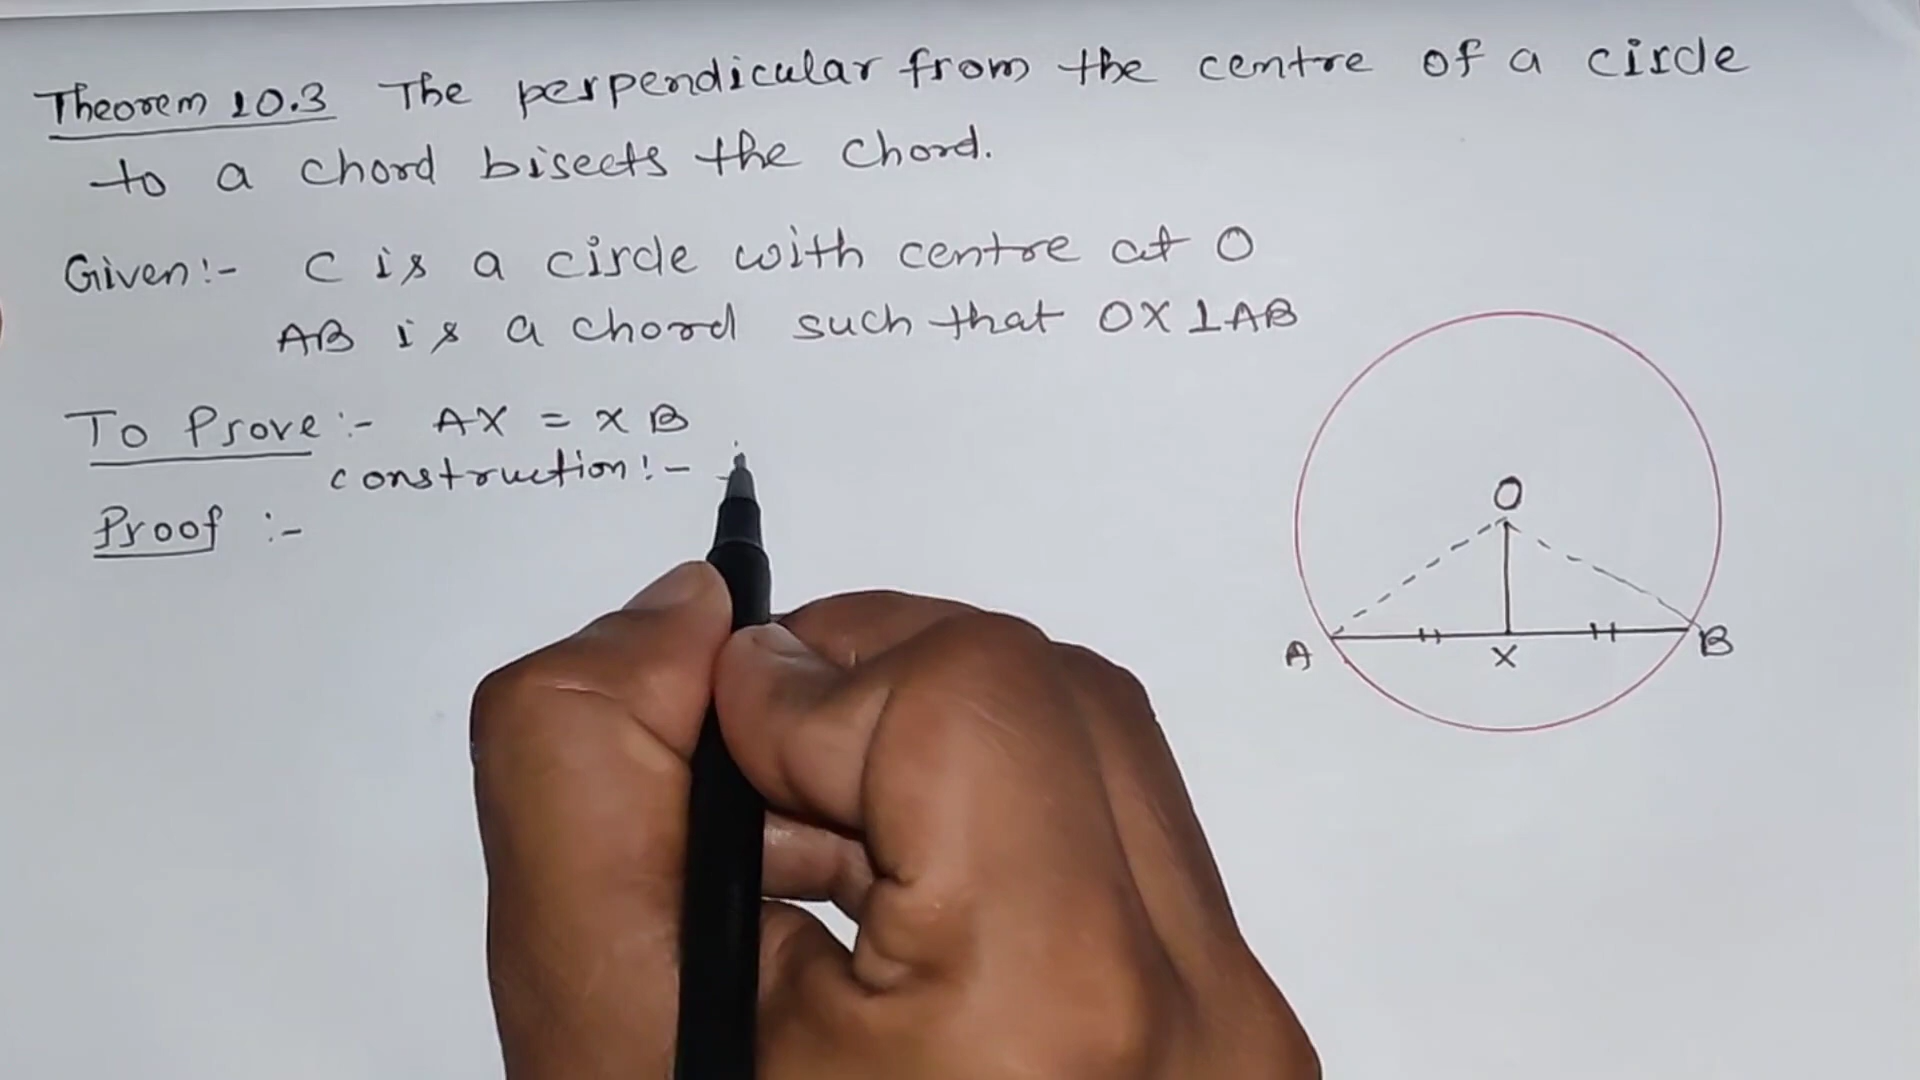 Theorem 10.3 The perpendicular from the centre of a circle
to a chord bisects the chord.
Given:- C is a circle with centre at O
AB is a chord such that OX⊥AB
To Prove:- AX = XB
construction:-
Proof :-
O
A
X
B